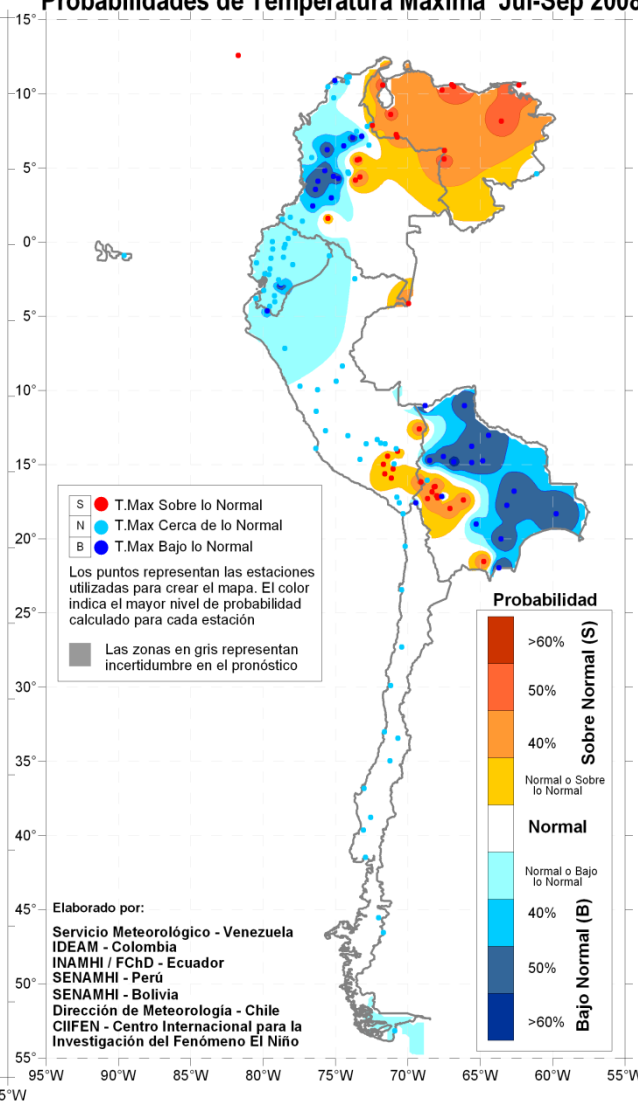 Probabilidades de Temperatura Máxima Jul-Sep 2008
15°
10°
5°
0°
5°
10°
15°
20°
25°
30°
35°
40°
45°
50°
55°
S T.Max Sobre lo Normal
N T.Max Cerca de lo Normal
B T.Max Bajo lo Normal
Los puntos representan las estaciones
utilizadas para crear el mapa. El color
indica el mayor nivel de probabilidad
calculado para cada estación
Las zonas en gris representan
incertidumbre en el pronóstico
Probabilidad
>60%
50%
40%
Sobre Normal (S)
Normal o Sobre
lo Normal
Normal
Normal o Bajo
lo Normal
40%
50%
>60%
Bajo Normal (B)
Elaborado por:
Servicio Meteorológico - Venezuela
IDEAM - Colombia
INAMHI / FChD - Ecuador
SENAMHI - Perú
SENAMHI - Bolivia
Dirección de Meteorología - Chile
CIIFEN - Centro Internacional para la
Investigación del Fenómeno El Niño
95°W 90°W 85°W 80°W 75°W 70°W 65°W 60°W 55°W
5°W